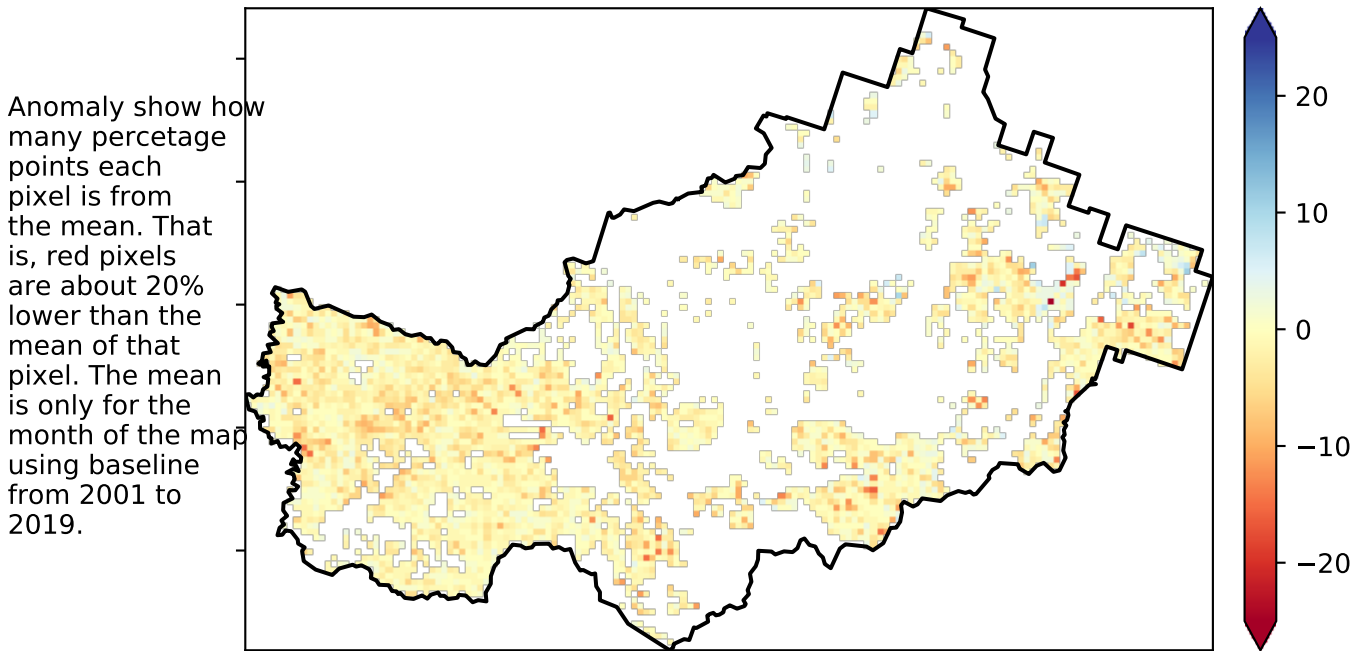 Anomaly show how
many percetage
points each
pixel is from
the mean. That
is, red pixels
are about 20%
lower than the
mean of that
pixel. The mean
is only for the
month of the map
using baseline
from 2001 to
2019.
20
10
0
−10
−20